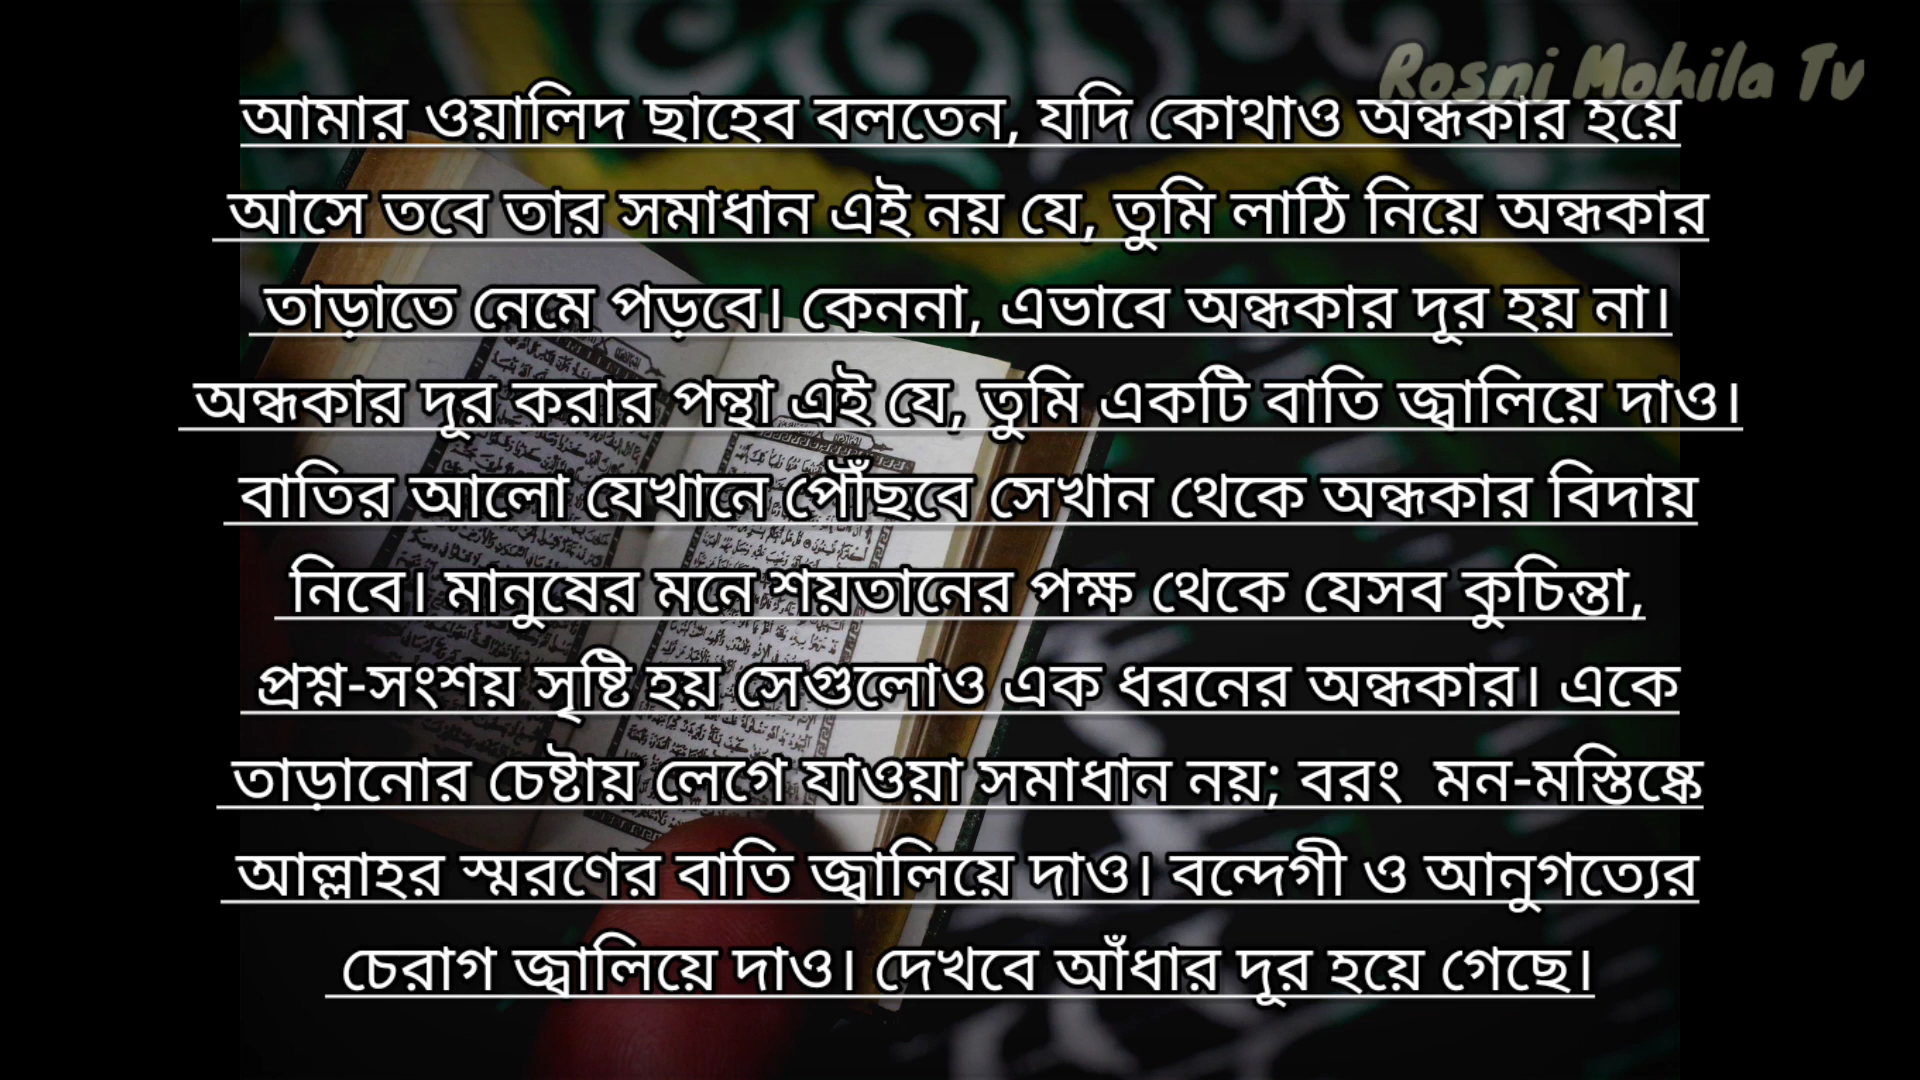 Rosni Mohila Tv
আমার ওয়ালিদ ছাহেব বলতেন, যদি কোথাও অন্ধকার হয়ে
আসে তবে তার সমাধান এই নয় যে, তুমি লাঠি নিয়ে অন্ধকার
তাড়াতে নেমে পড়বে। কেননা, এভাবে অন্ধকার দূর হয় না।
অন্ধকার দূর করার পন্থা এই যে, তুমি একটি বাতি জ্বালিয়ে দাও।
বাতির আলো যেখানে পৌঁছবে সেখান থেকে অন্ধকার বিদায়
নিবে। মানুষের মনে শয়তানের পক্ষ থেকে যেসব কুচিন্তা,
প্রশ্ন-সংশয় সৃষ্টি হয় সেগুলোও এক ধরনের অন্ধকার। একে
তাড়ানোর চেষ্টায় লেগে যাওয়া সমাধান নয়; বরং মন-মস্তিষ্কে
আল্লাহর স্মরণের বাতি জ্বালিয়ে দাও। বন্দেগী ও আনুগত্যের
চেরাগ জ্বালিয়ে দাও। দেখবে আঁধার দূর হয়ে গেছে।